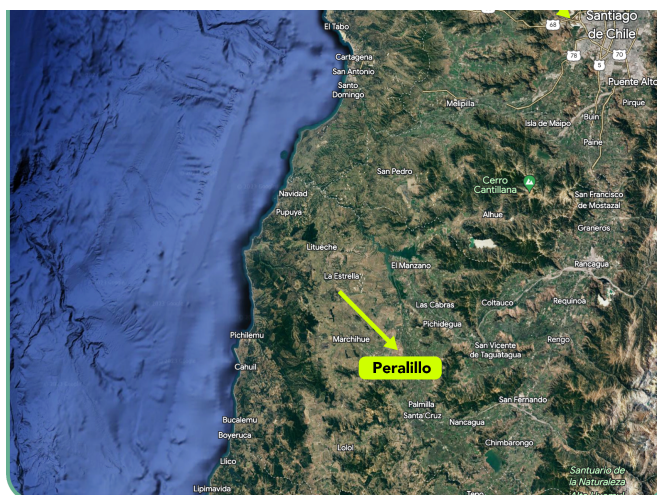 Santiago
de Chile
El Tabo
68
Cartagena
78
70
5
San Antonio
Santo
Domingo
Puente Alto
Melipilla
Pirque
Isla de Maipo
Buin
Paine
San Pedro
Cerro
Cantillana
Navidad
San Francisco
de Mostazal
Pupuya
Alhue
Graneros
Litueche
El Manzano
Rancagua
La Estrella
Las Cabras
Coltauco
Requinoa
Pichidegua
Pichilemu
Marchihue
San Vicente
de Taguatagua
Rengo
Cahuil
Peralillo
Palmilla
San Fernando
Santa Cruz
Nancagua
Bucalemu
Boyeruca
Chimbarongo
Lolol
Llico
Santuario de
la Naturaleza
Lipimavida
Teno